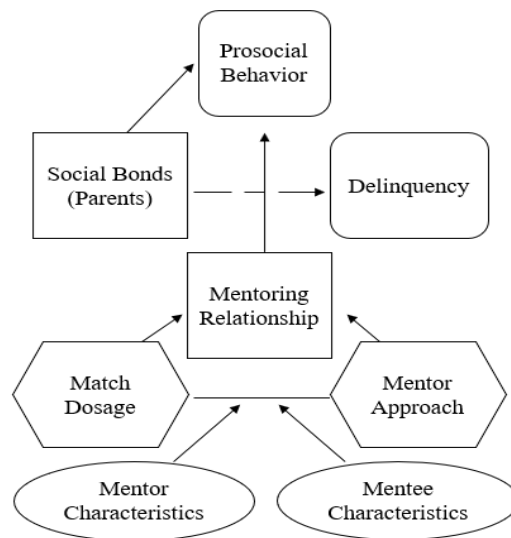 Prosocial
Behavior
Social Bonds
(Parents)
Delinquency
Mentoring
Relationship
Match
Dosage
Mentor
Approach
Mentor
Characteristics
Mentee
Characteristics